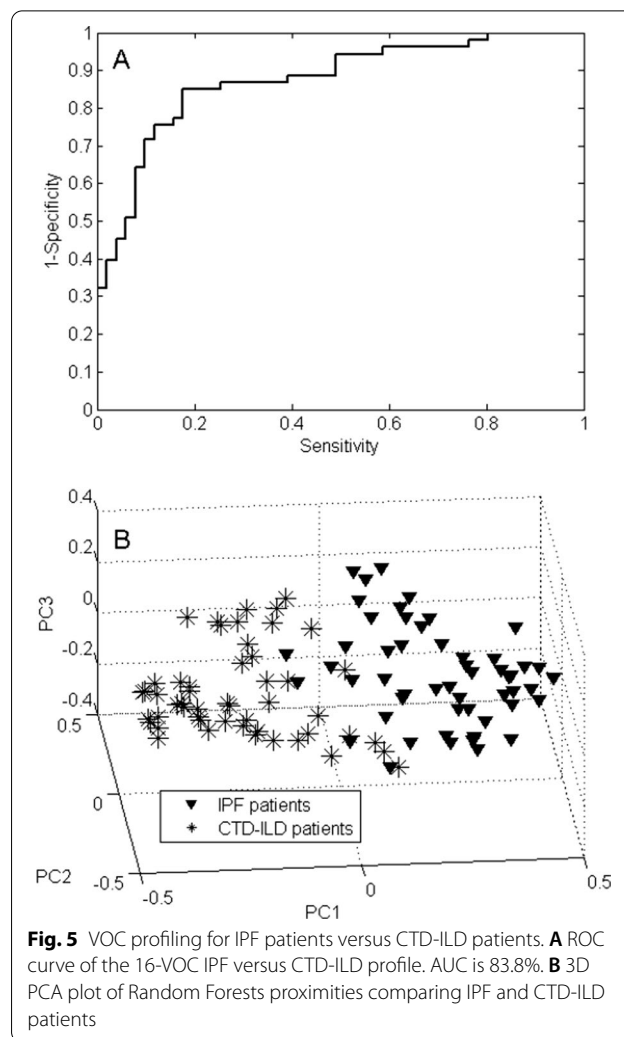 A
1
0.9
0.8
0.7
0.6
0.5
0.4
0.3
0.2
0.1
0
1-Specificity
0 0.2 0.4 0.6 0.8 1
Sensitivity
B
0.4
0.2
0
-0.2
-0.4
PC3
0.5
0
-0.5
PC2
-0.5 0 0.5
PC1
IPF patients
CTD-ILD patients
Fig. 5 VOC profiling for IPF patients versus CTD-ILD patients. A ROC
curve of the 16-VOC IPF versus CTD-ILD profile. AUC is 83.8%. B 3D
PCA plot of Random Forests proximities comparing IPF and CTD-ILD
patients